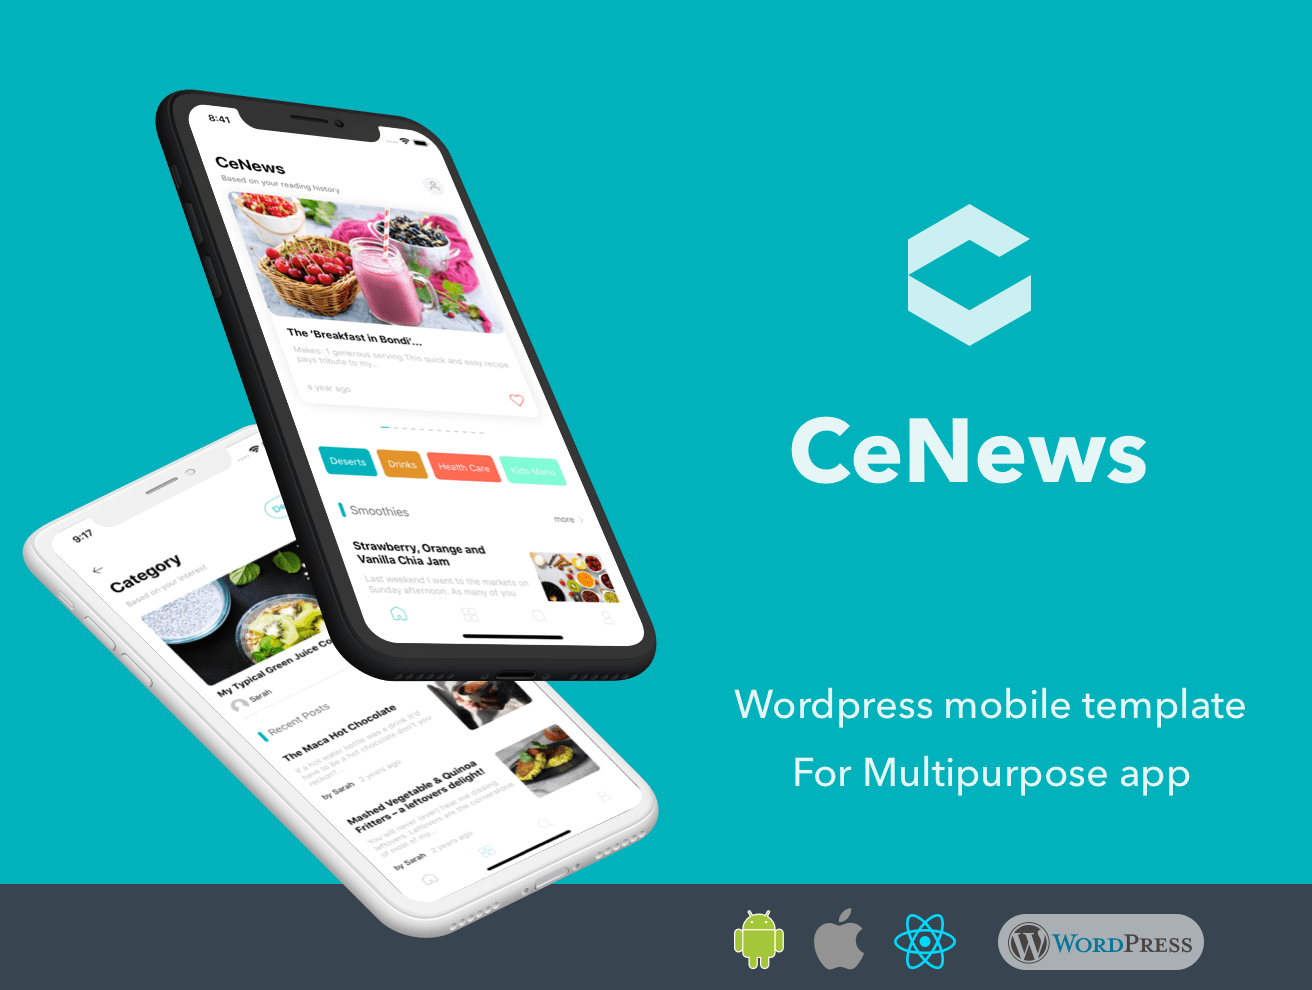 8:41
CeNews
Based on your reading history
The ‘Breakfast in Bondi’...
Makes: 1 generous serving This quick and easy recipe
pays tribute to my...
a year ago
Deserts
Drinks
Health Care
Kids Menu
Smoothies
more
Strawberry, Orange and
Vanilla Chia Jam
Last weekend I went to the markets on
Sunday afternoon. As many of you
9:17
De
Category
Based on your interest
My Typical Green Juice Co
Sarah
Recent Posts
The Maca Hot Chocolate
If a hot water bottle was a drink it'd
have to be a hot chocolate don't you
reckon?...
by Sarah 2 years ago
Mashed Vegetable & Quinoa
Fritters – a leftovers delight!
You will never (ever) hear me dissing
leftovers. Leftovers are the cornerstone
of most of my...
by Sarah 2 years ago
CeNews
Wordpress mobile template
For Multipurpose app
WORDPRESS